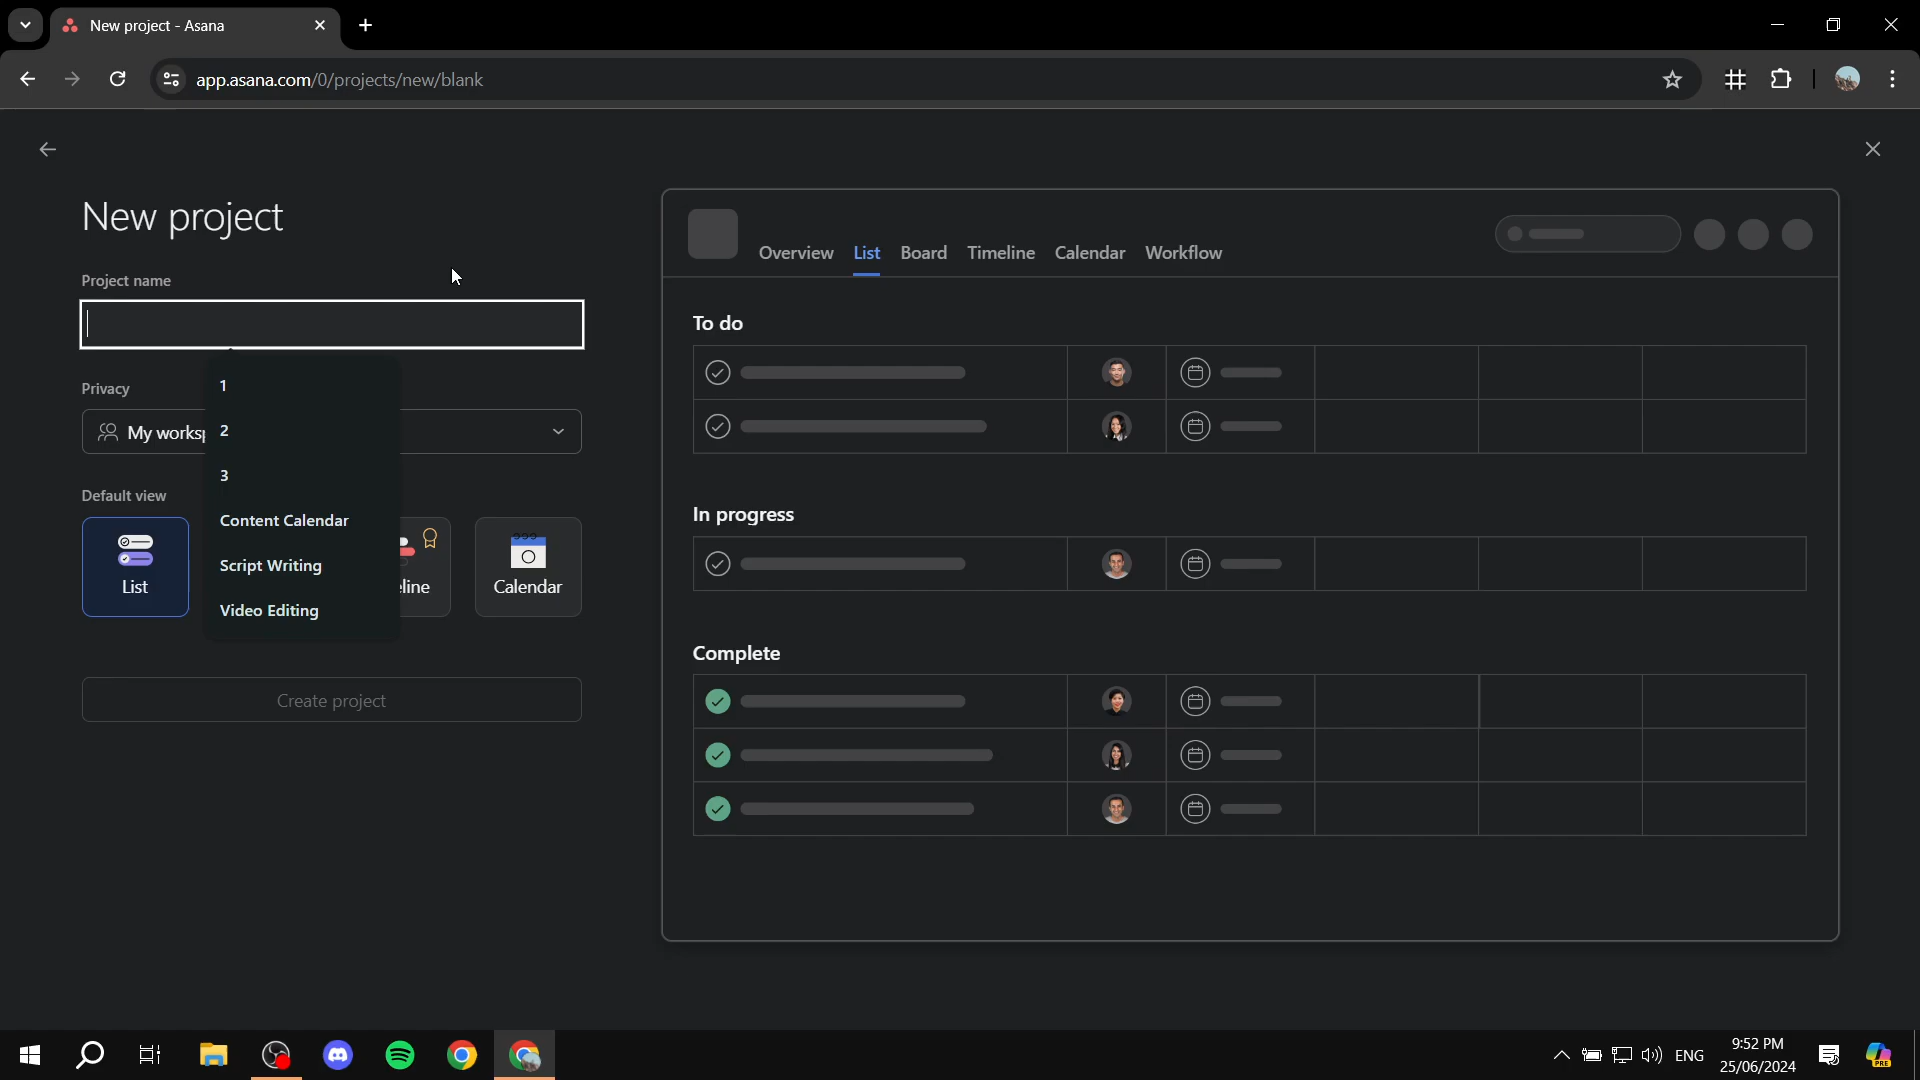 New project - Asana
app.asana.com/0/projects/new/blank
New project
Project name
1
Privacy
My worksp
2
3
Default view
Content Calendar
Script Writing
Video Editing
List
eline
Calendar
Create project
Overview List Board Timeline Calendar Workflow
To do
In progress
Complete
ENG
9:52 PM
25/06/2024
PRE